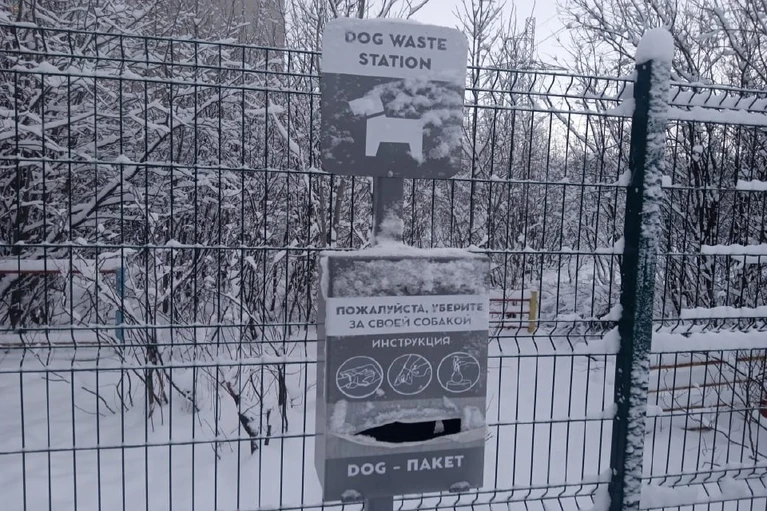 DOG WASTE
STATION
ПОЖАЛУЙСТА, УБЕРИТЕ
ЗА СВОЕЙ СОБАКОЙ
ИНСТРУКЦИЯ
DOG - ПАКЕТ